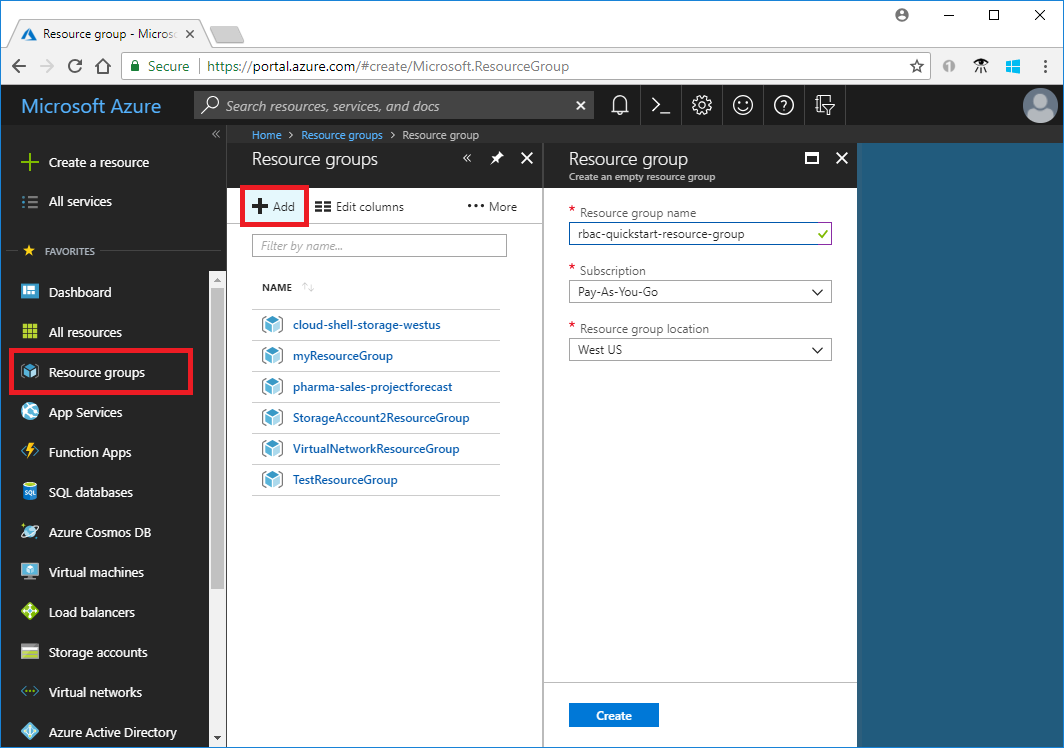 Resource group - Micros
Secure https://portal.azure.com/#create/Microsoft.ResourceGroup
Microsoft Azure
Search resources, services, and docs
Home > Resource groups > Resource group
Create a resource
All services
FAVORITES
Dashboard
All resources
Resource groups
App Services
Function Apps
SQL databases
Azure Cosmos DB
Virtual machines
Load balancers
Storage accounts
Virtual networks
Azure Active Directory
Resource groups
Add Edit columns ••• More
Filter by name...
NAME
cloud-shell-storage-westus
myResourceGroup
pharma-sales-projectforecast
StorageAccount2ResourceGroup
VirtualNetworkResourceGroup
TestResourceGroup
Resource group
Create an empty resource group
* Resource group name
rbac-quickstart-resource-group
* Subscription
Pay-As-You-Go
* Resource group location
West US
Create